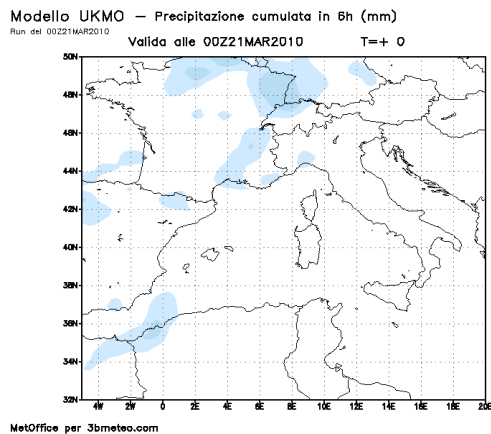 Modello UKMO – Precipitazione cumulata in 6h (mm)
Run del 00Z21MAR2010
Valida alle 00Z21MAR2010 T=+ 0
50N
48N
46N
44N
42N
40N
38N
36N
34N
32N
4W 2W 0 2E 4E 6E 8E 10E 12E 14E 16E 18E 20E
MetOffice per 3bmeteo.com